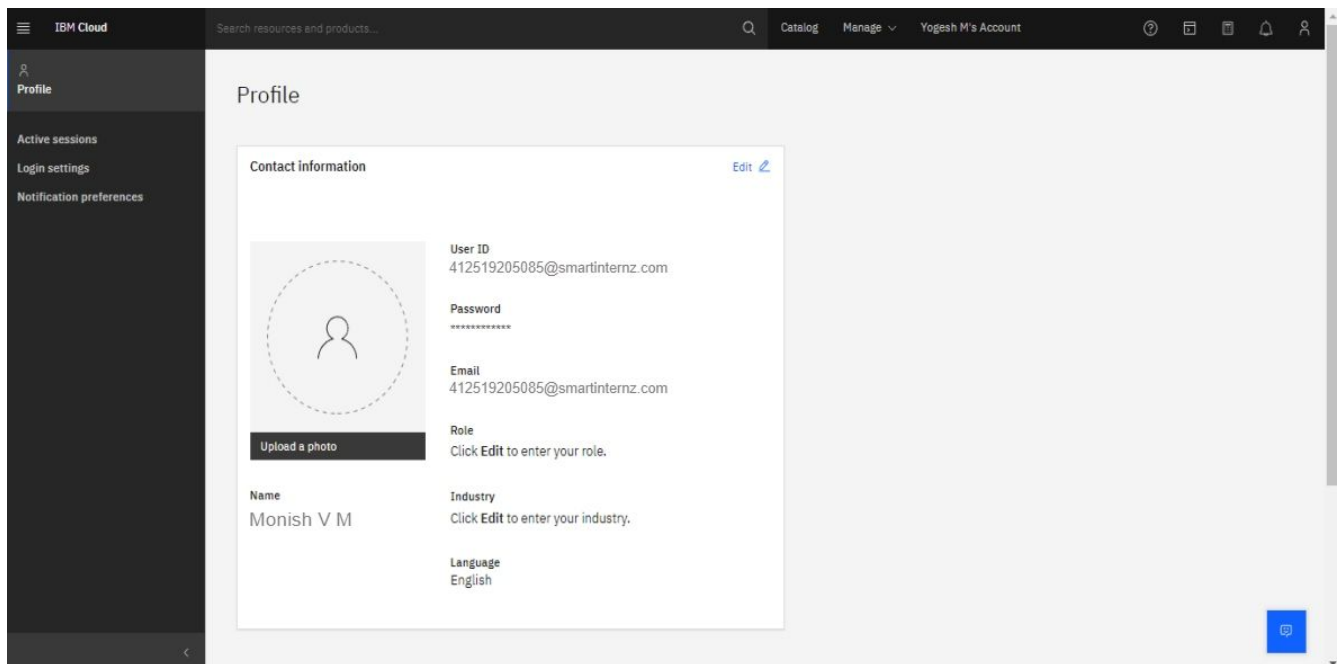 IBM Cloud
Search resources and products...
Catalog
Manage
Yogesh M's Account
Profile
Active sessions
Login settings
Notification preferences
Profile
Contact information
Edit
User ID
412519205085@smartinternz.com
Password
************
Email
412519205085@smartinternz.com
Role
Click Edit to enter your role.
Upload a photo
Name
Monish V M
Industry
Click Edit to enter your industry.
Language
English